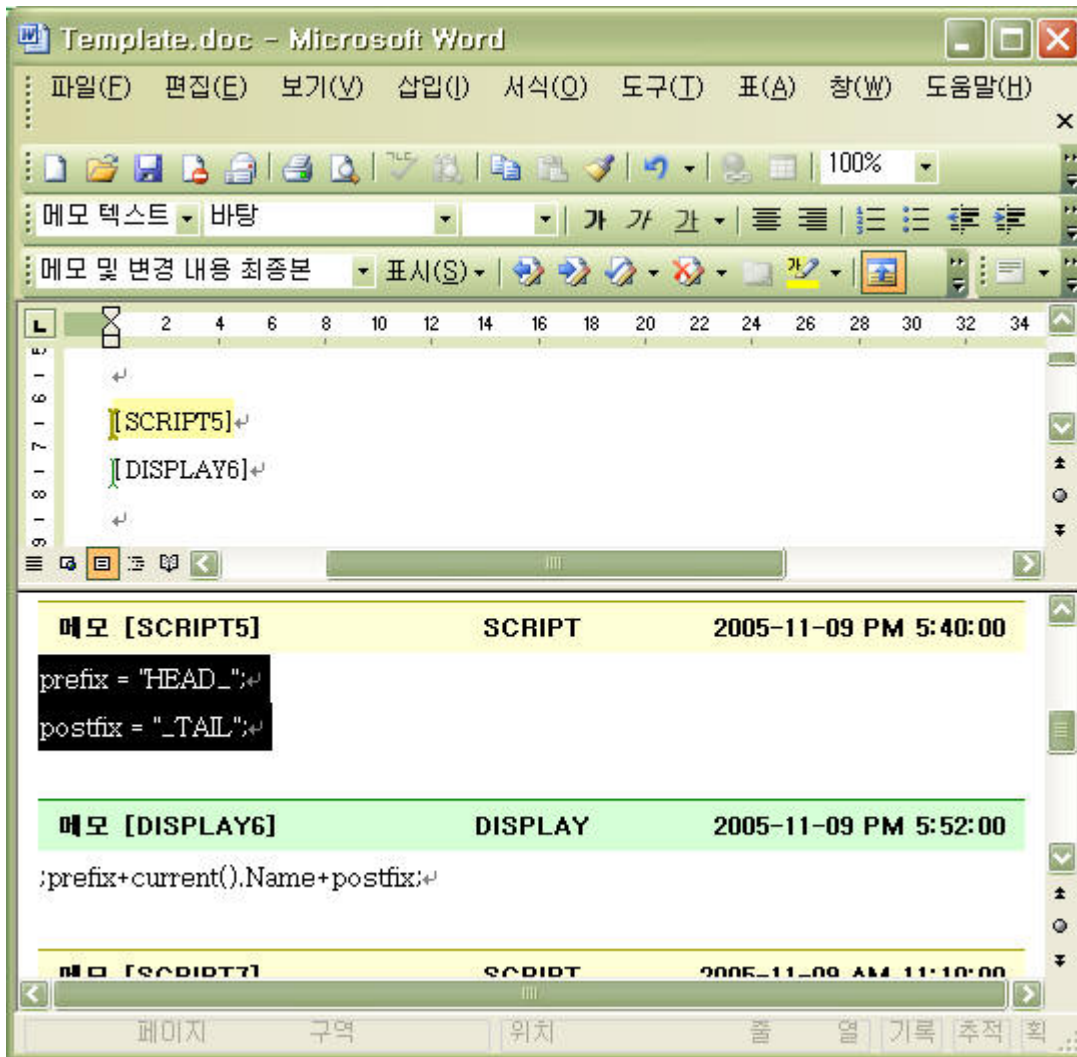 Template.doc - Microsoft Word
파일(F) 편집(E) 보기(V) 삽입(I) 서식(O) 도구(T) 표(A) 창(W) 도움말(H)
100%
메모 텍스트 바탕 가 가 가
메모 및 변경 내용 최종본 표시(S) 가
2 4 6 8 10 12 14 16 18 20 22 24 26 28 30 32 34
[SCRIPT5]
[DISPLAY6]
메모 [SCRIPT5] SCRIPT 2005-11-09 PM 5:40:00
prefix = "HEAD_";
postfix = "_TAIL";
메모 [DISPLAY6] DISPLAY 2005-11-09 PM 5:52:00
;prefix+current().Name+postfix;
메모 [SCRIPT7] SCRIPT 2005-11-09 AM 11:10:00
페이지 구역 위치 줄 열 기록 추적 확